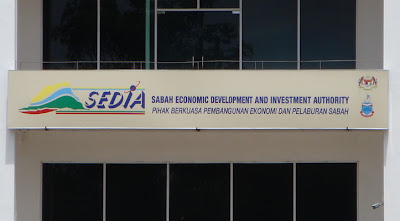 SEDIA
SABAH ECONOMIC DEVELOPMENT AND INVESTMENT AUTHORITY
PIHAK BERKUASA PEMBANGUNAN EKONOMI DAN PELABURAN SABAH